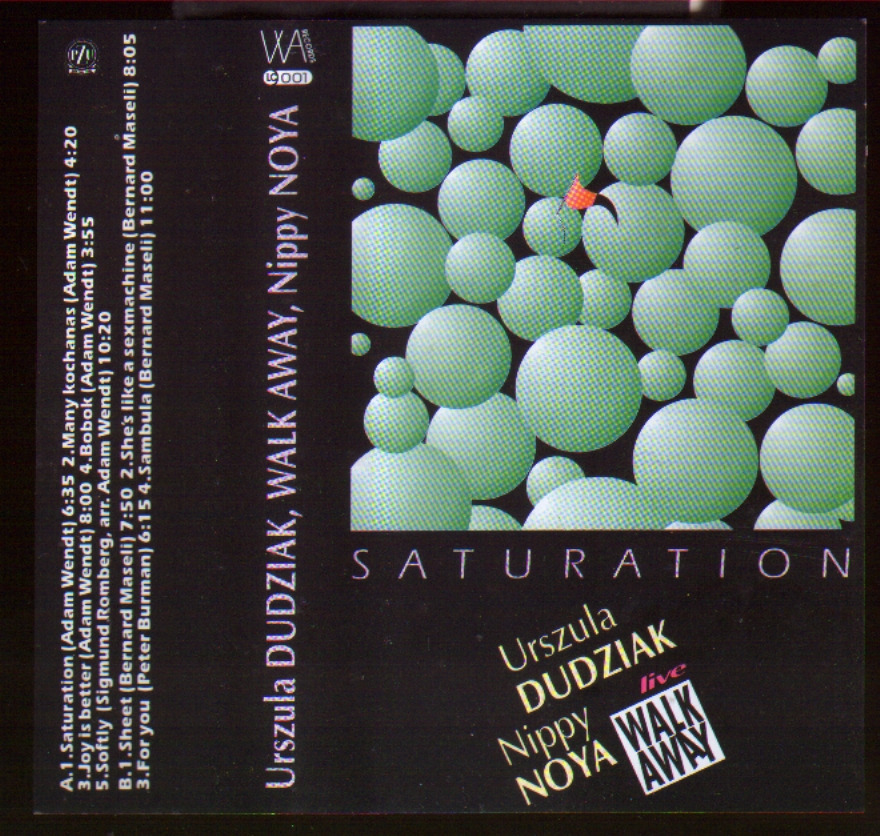 A.1.Saturation (Adam Wendt) 6:35 2.Many kochanas (Adam Wendt) 4:20
3.Joy is better (Adam Wendt) 8:00 4.Bobok (Adam Wendt) 3:55
5.Softly (Sigmund Romberg, arr. Adam Wendt) 10:20
B.1.Sheet (Bernard Maseli) 7:50 2.She's like a sexmachine (Bernard Maseli) 8:05
3.For you (Peter Burman) 6:15 4.Sambula (Bernard Maseli) 11:00
Urszula DUDZIAK, WALK AWAY, Nippy NOYA
WA
RECORDS
LC 001
SATURATION
Urszula
DUDZIAK
live
Nippy
NOYA
WALK
AWAY